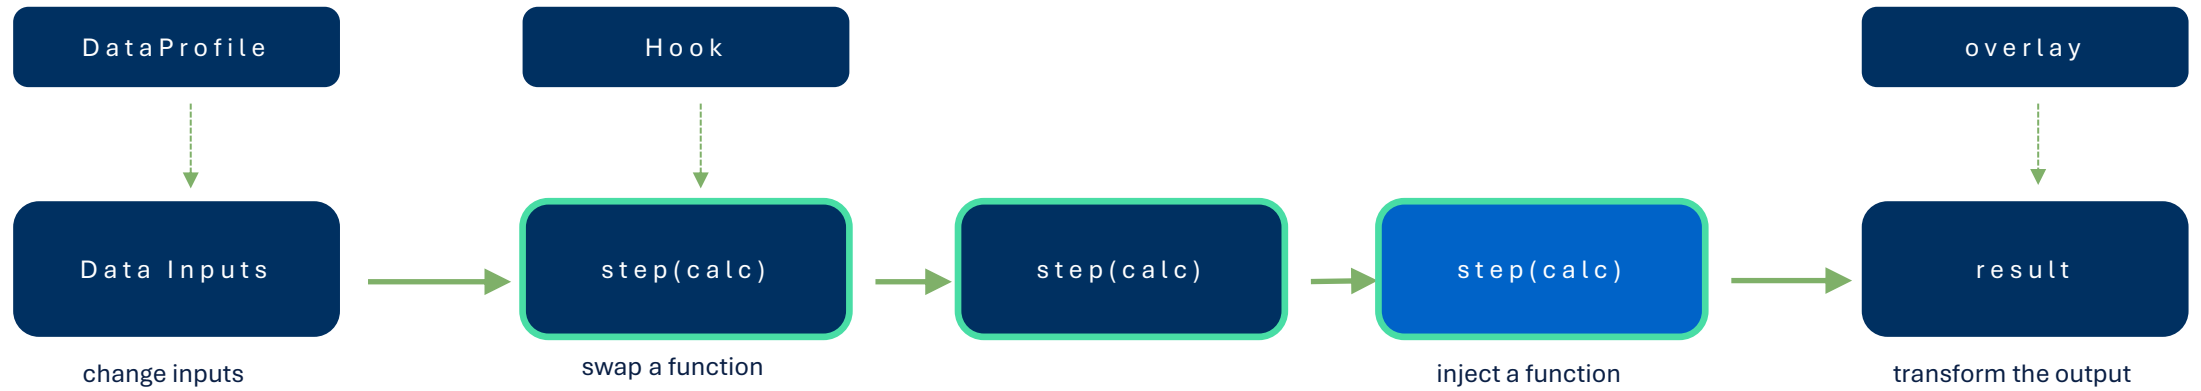 DataProfile
Hook
overlay
Data Inputs
step(calc)
step(calc)
step(calc)
result
change inputs
swap a function
inject a function
transform the output